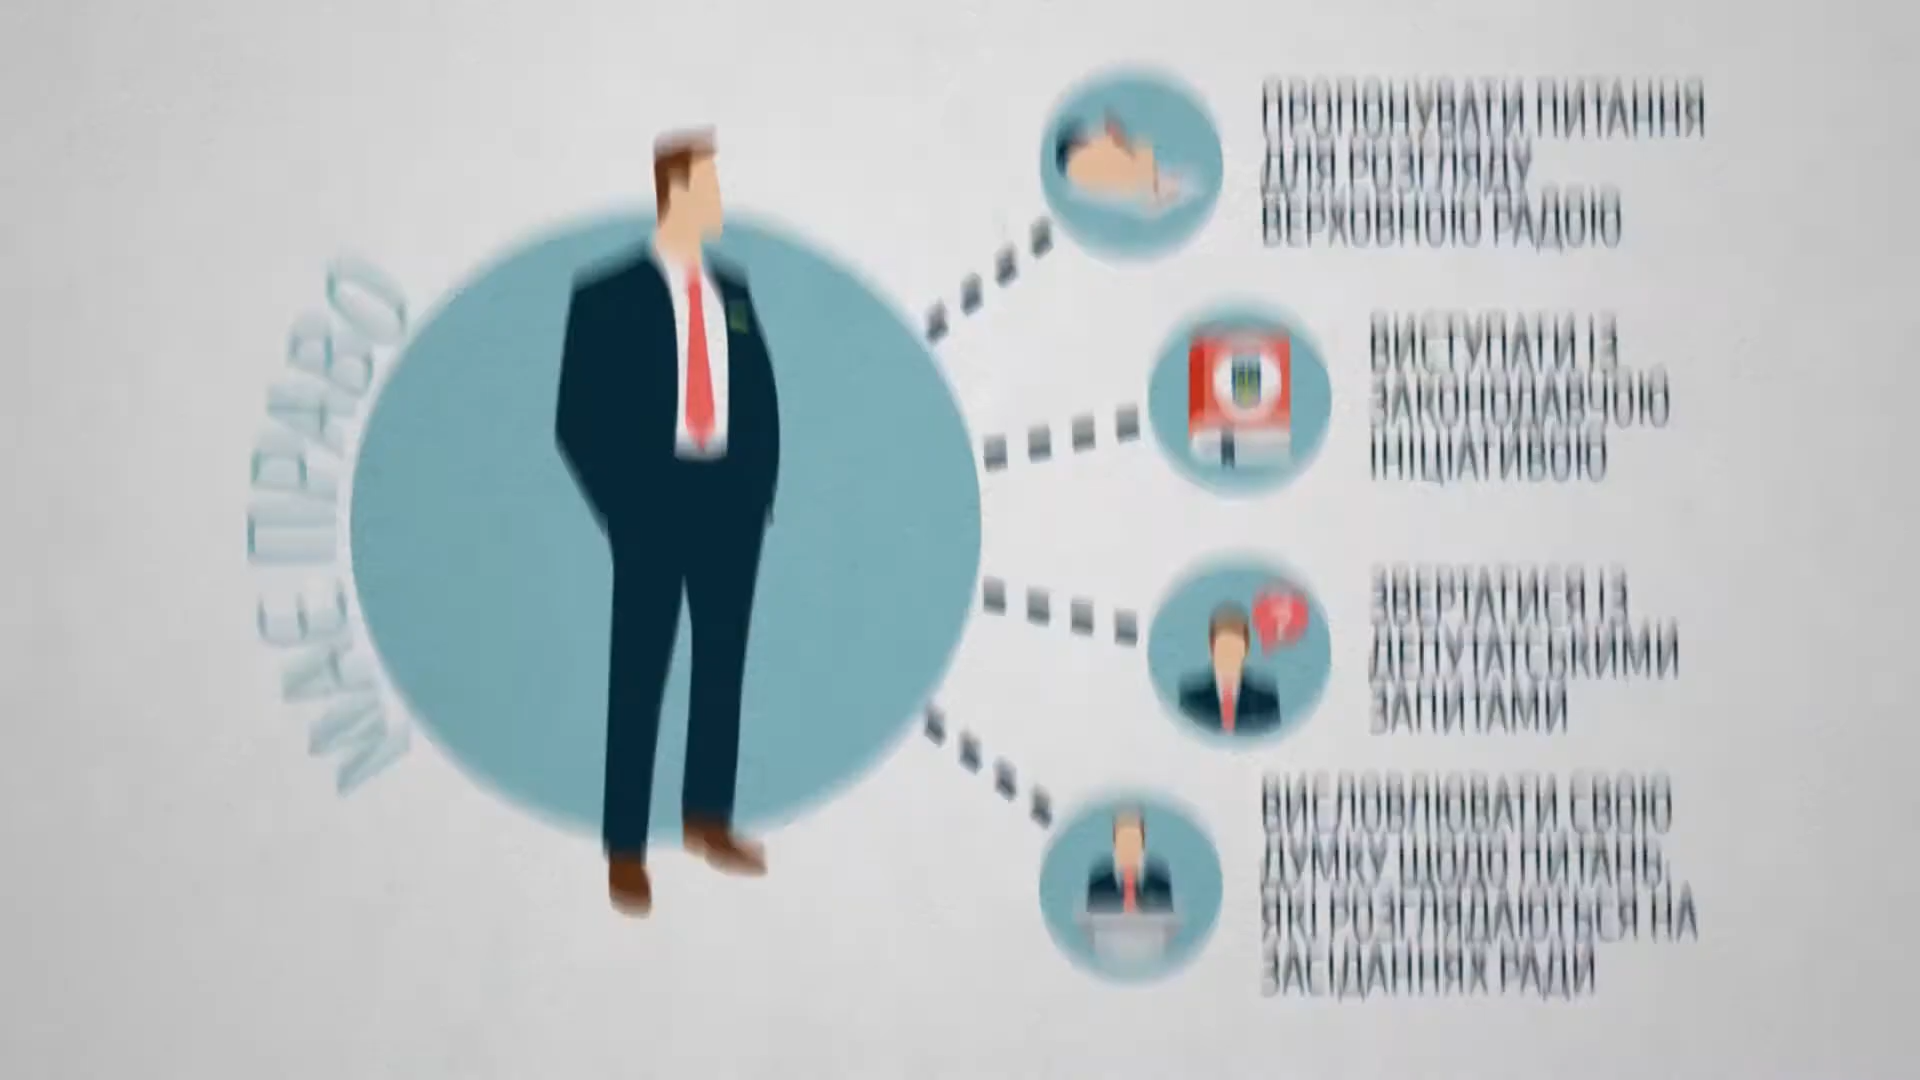 МАЄ ПРАВО
ПРОПОНУВАТИ ПИТАННЯ
ДЛЯ РОЗГЛЯДУ
ВЕРХОВНОЮ РАДОЮ
ВИСТУПАТИ ІЗ
ЗАКОНОДАВЧОЮ
ІНІЦІАТИВОЮ
ЗВЕРТАТИСЯ ІЗ
ДЕПУТАТСЬКИМИ
ЗАПИТАМИ
?
ВИСЛОВЛЮВАТИ СВОЮ
ДУМКУ ЩОДО ПИТАНЬ,
ЯКІ РОЗГЛЯДАЮТЬСЯ НА
ЗАСІДАННЯХ РАДИ